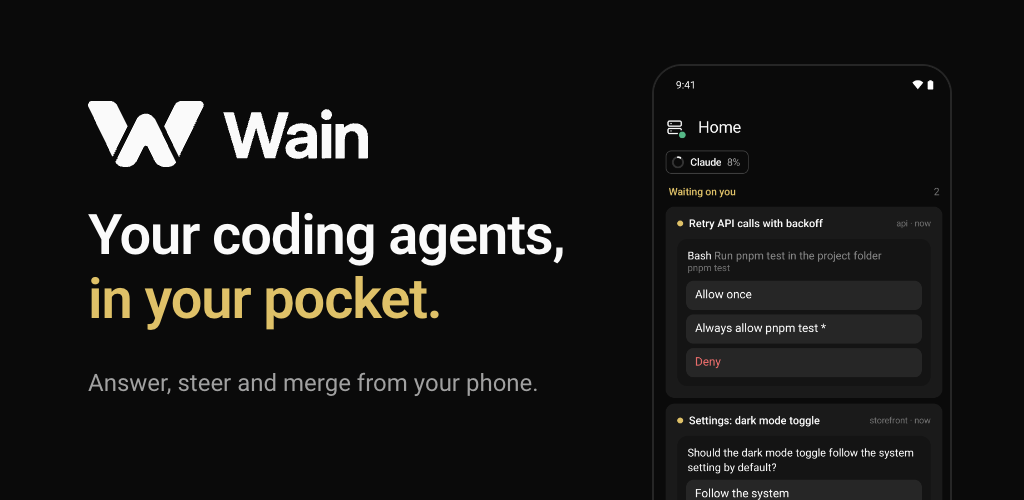 Wain
Your coding agents,
in your pocket.
Answer, steer and merge from your phone.
9:41
Home
Claude 8%
Waiting on you 2
Retry API calls with backoff api · now
Bash Run pnpm test in the project folder
pnpm test
Allow once
Always allow pnpm test *
Deny
Settings: dark mode toggle storefront · now
Should the dark mode toggle follow the system
setting by default?
Follow the system